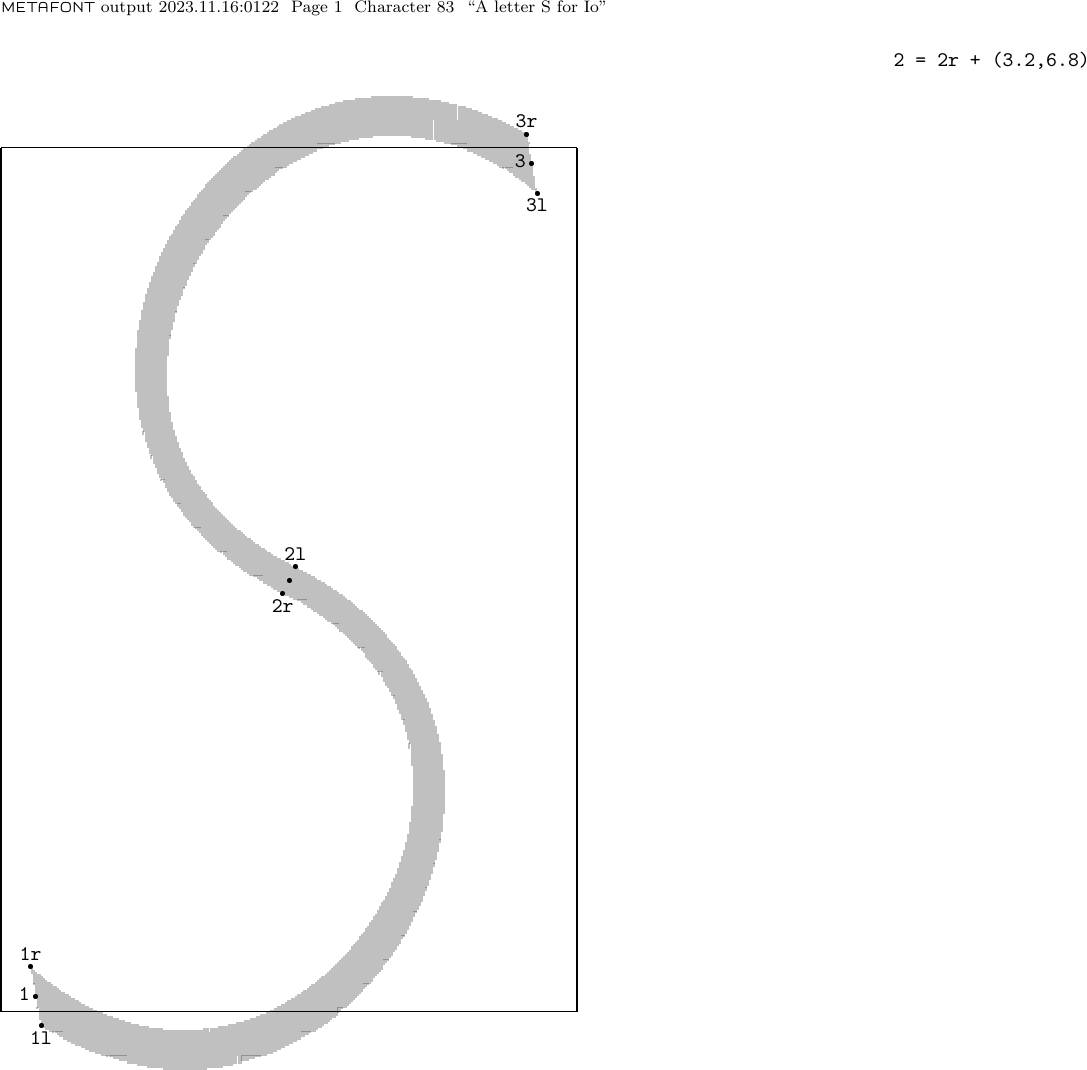 METAFONT output 2023.11.16:0122 Page 1 Character 83 “A letter S for Io”
2 = 2r + (3.2,6.8)
3r
3
3l
2l
2r
1r
1
1l